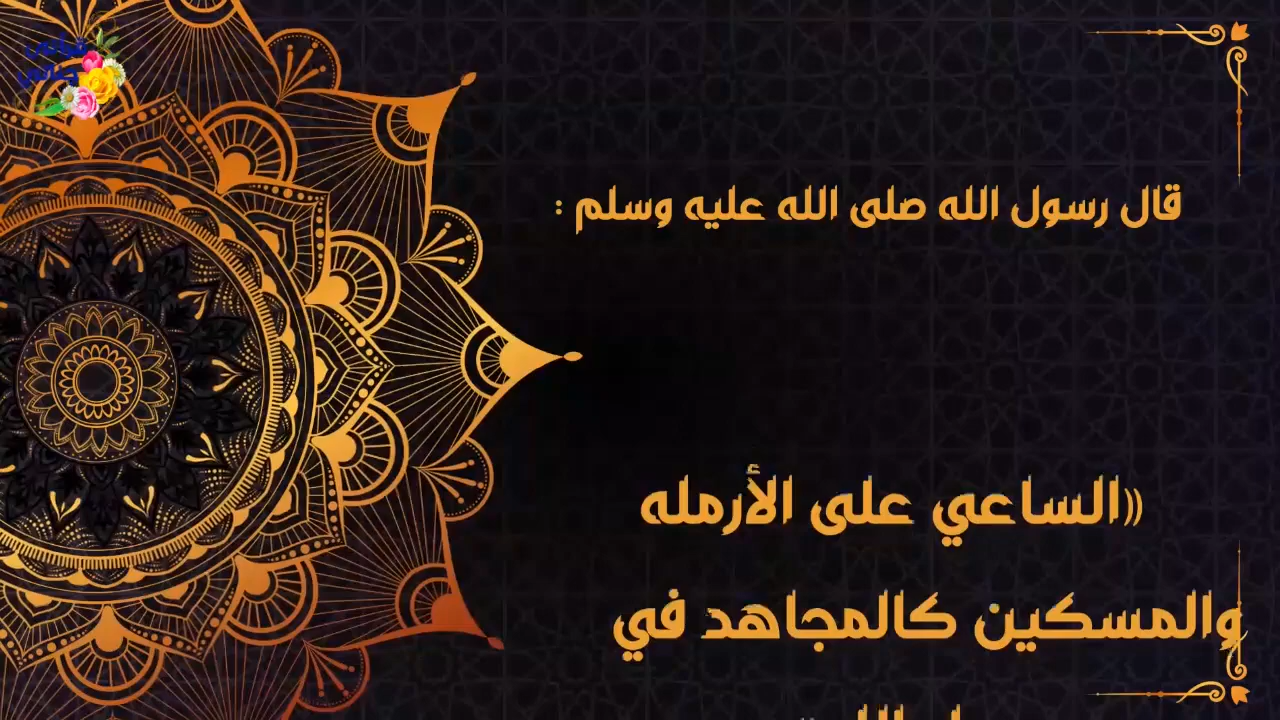 قال رسول الله صلى الله عليه وسلم :
«الساعي على الأرمله
والمسكين كالمجاهد في